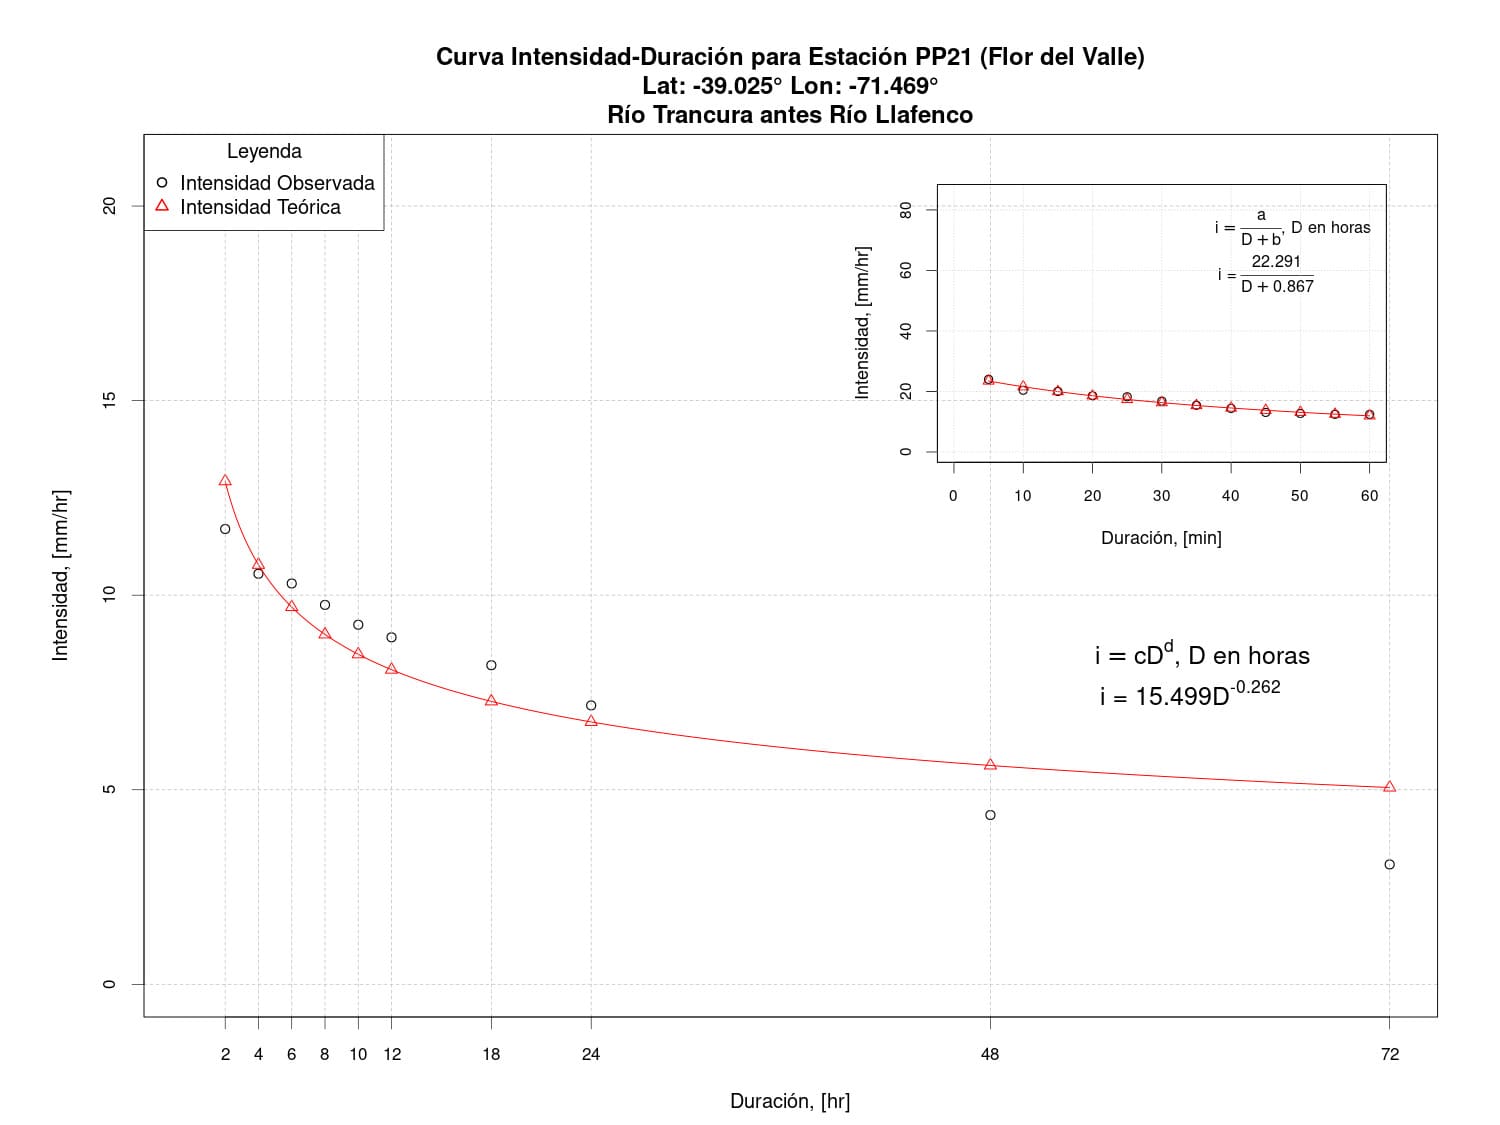 Curva Intensidad-Duración para Estación PP21 (Flor del Valle)
Lat: -39.025° Lon: -71.469°
Río Trancura antes Río Llafenco
Leyenda
Intensidad Observada
Intensidad Teórica
Intensidad, [mm/hr]
20
15
10
5
0
2 4 6 8 10 12 18 24 48 72
Duración, [hr]
Intensidad, [mm/hr]
80
60
40
20
0
0 10 20 30 40 50 60
Duración, [min]
i = a / (D + b), D en horas
i = 22.291 / (D + 0.867)
i = cD^d, D en horas
i = 15.499D^-0.262